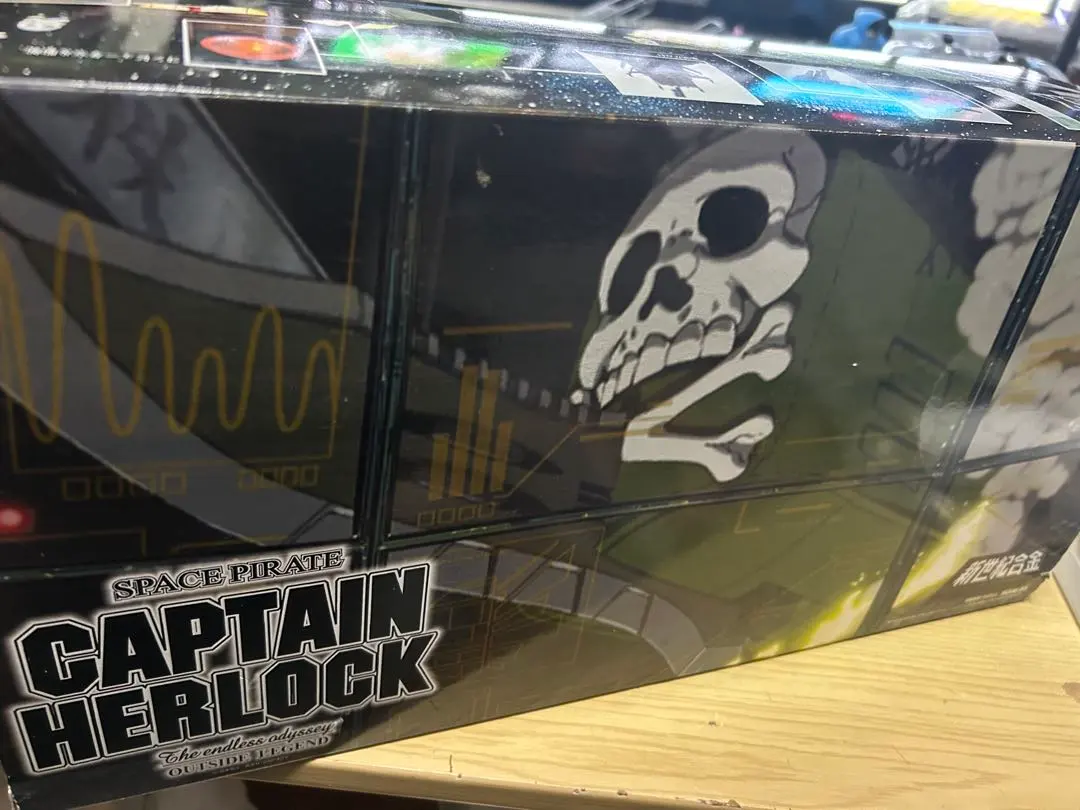 SPACE PIRATE
CAPTAIN
HERLOCK
The endless odyssey
OUTSIDE LEGEND
新世紀合金